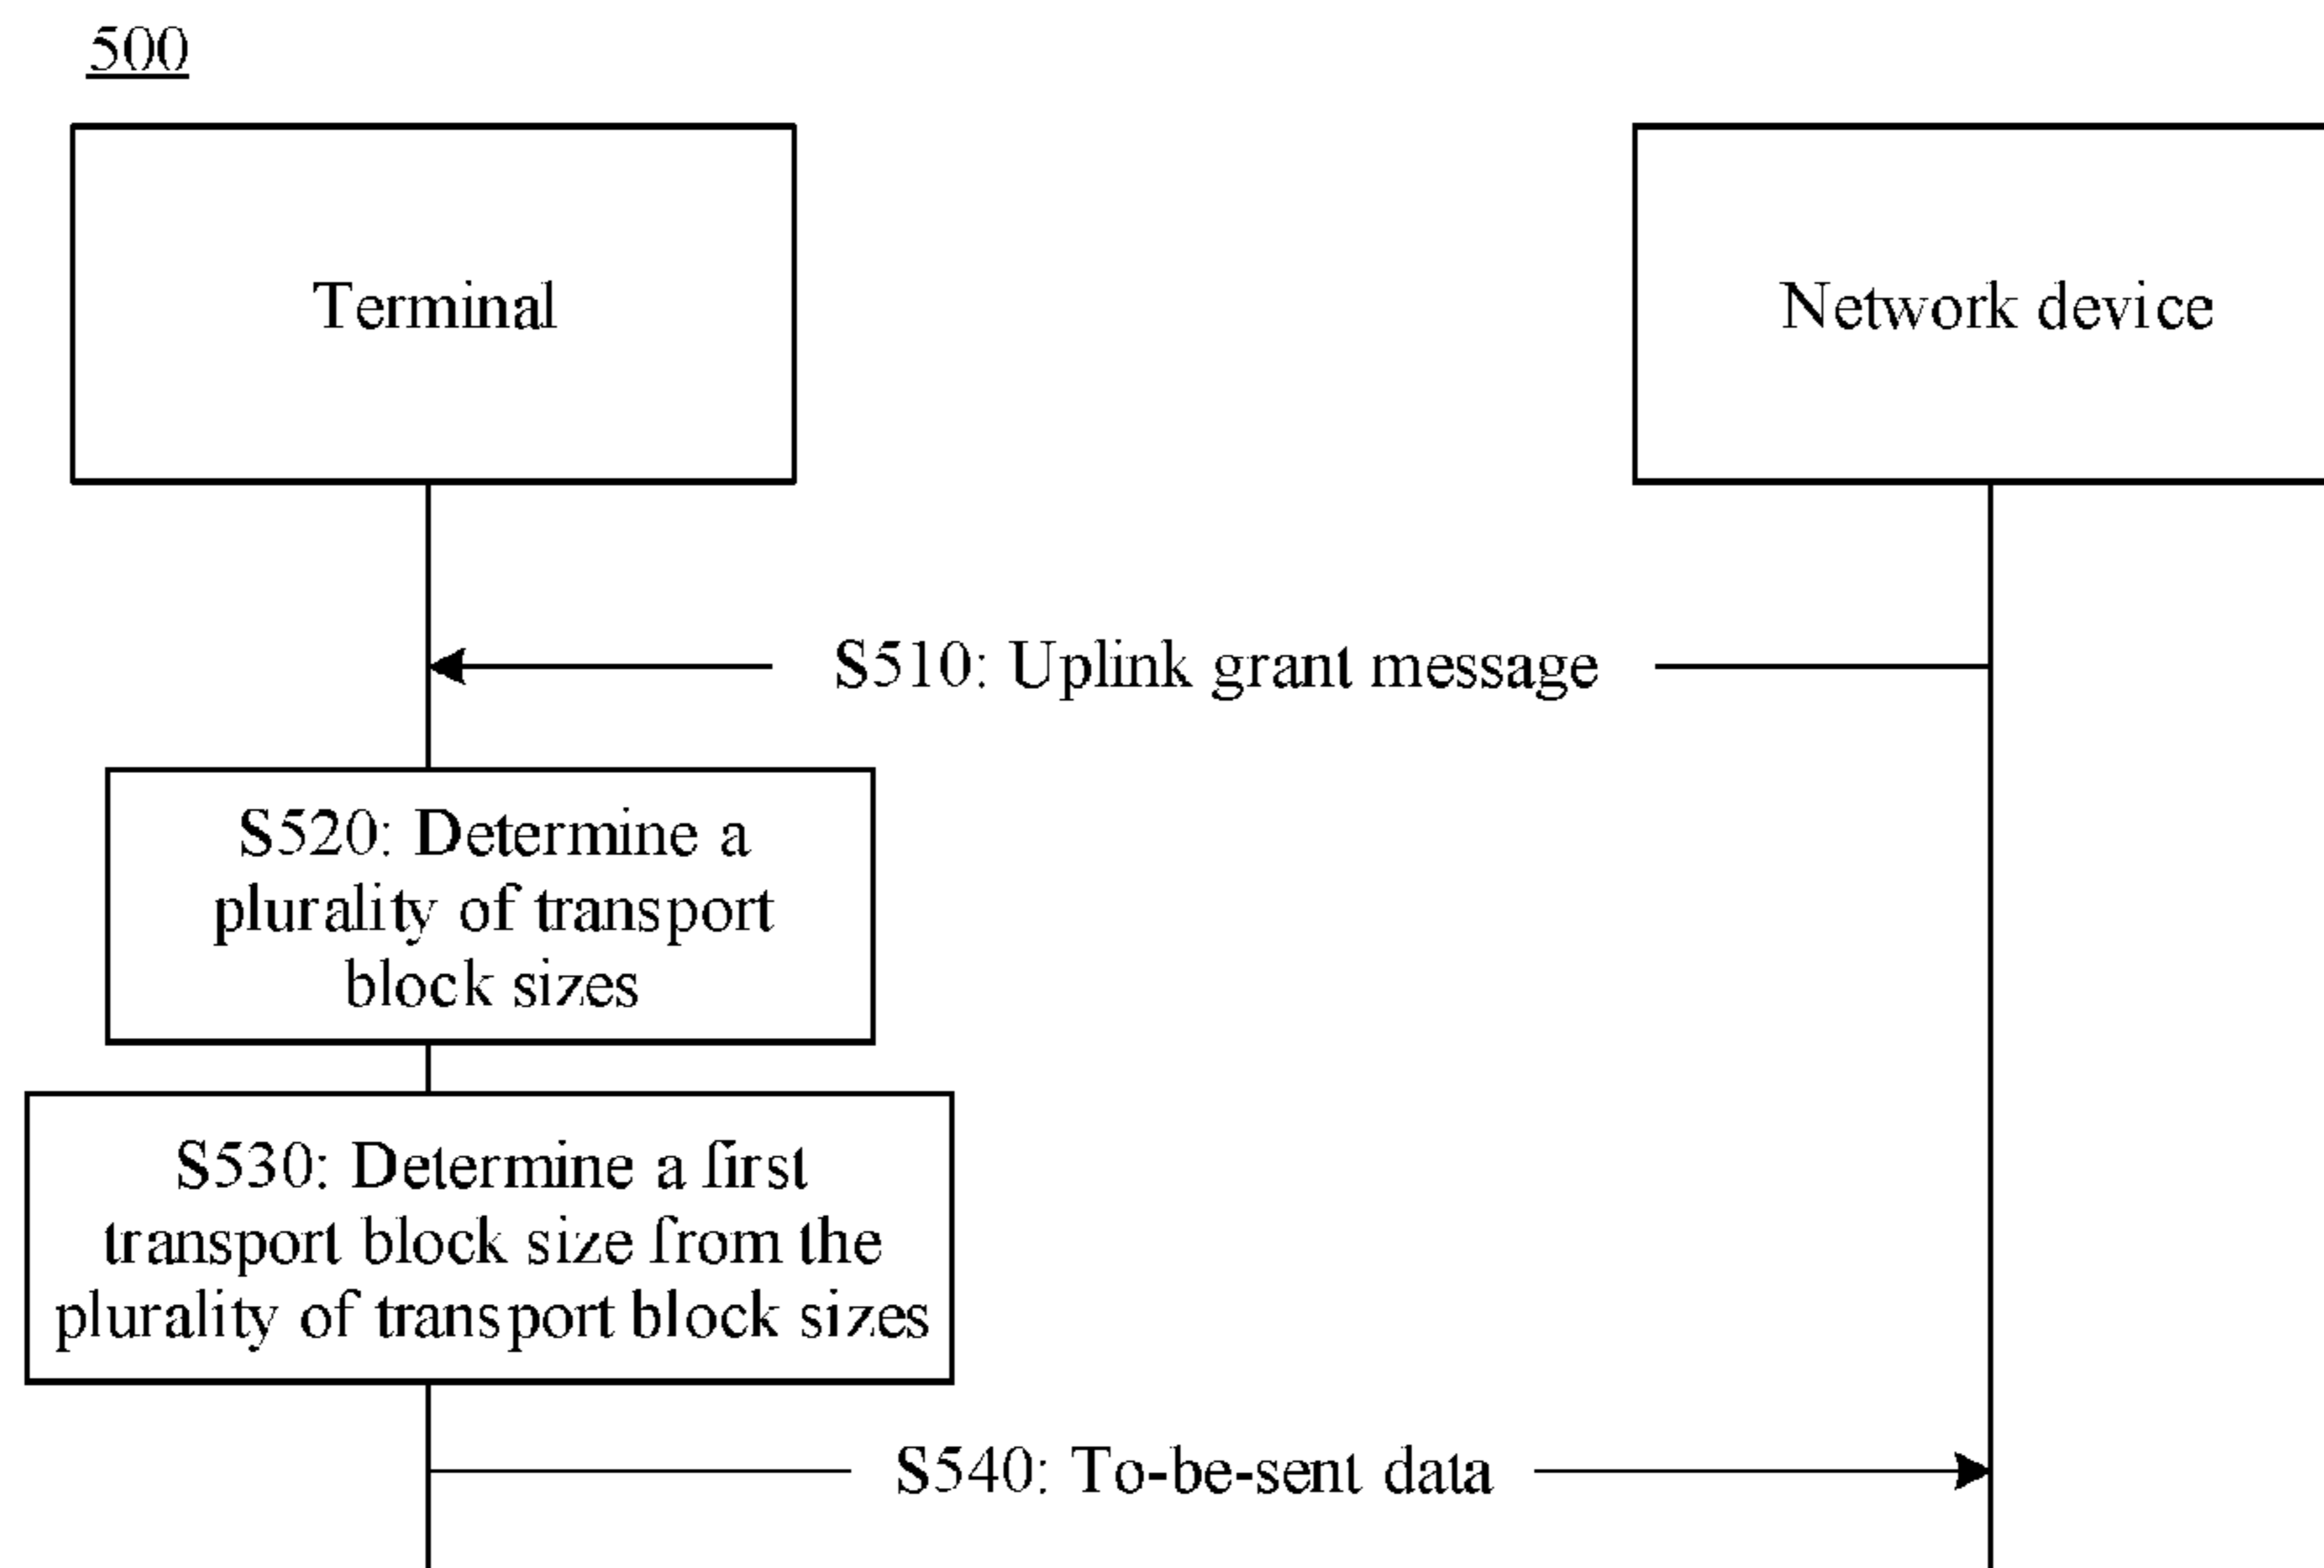 500
Terminal
Network device
S510: Uplink grant message
S520: Determine a
plurality of transport
block sizes
S530: Determine a first
transport block size from the
plurality of transport block sizes
S540: To-be-sent data